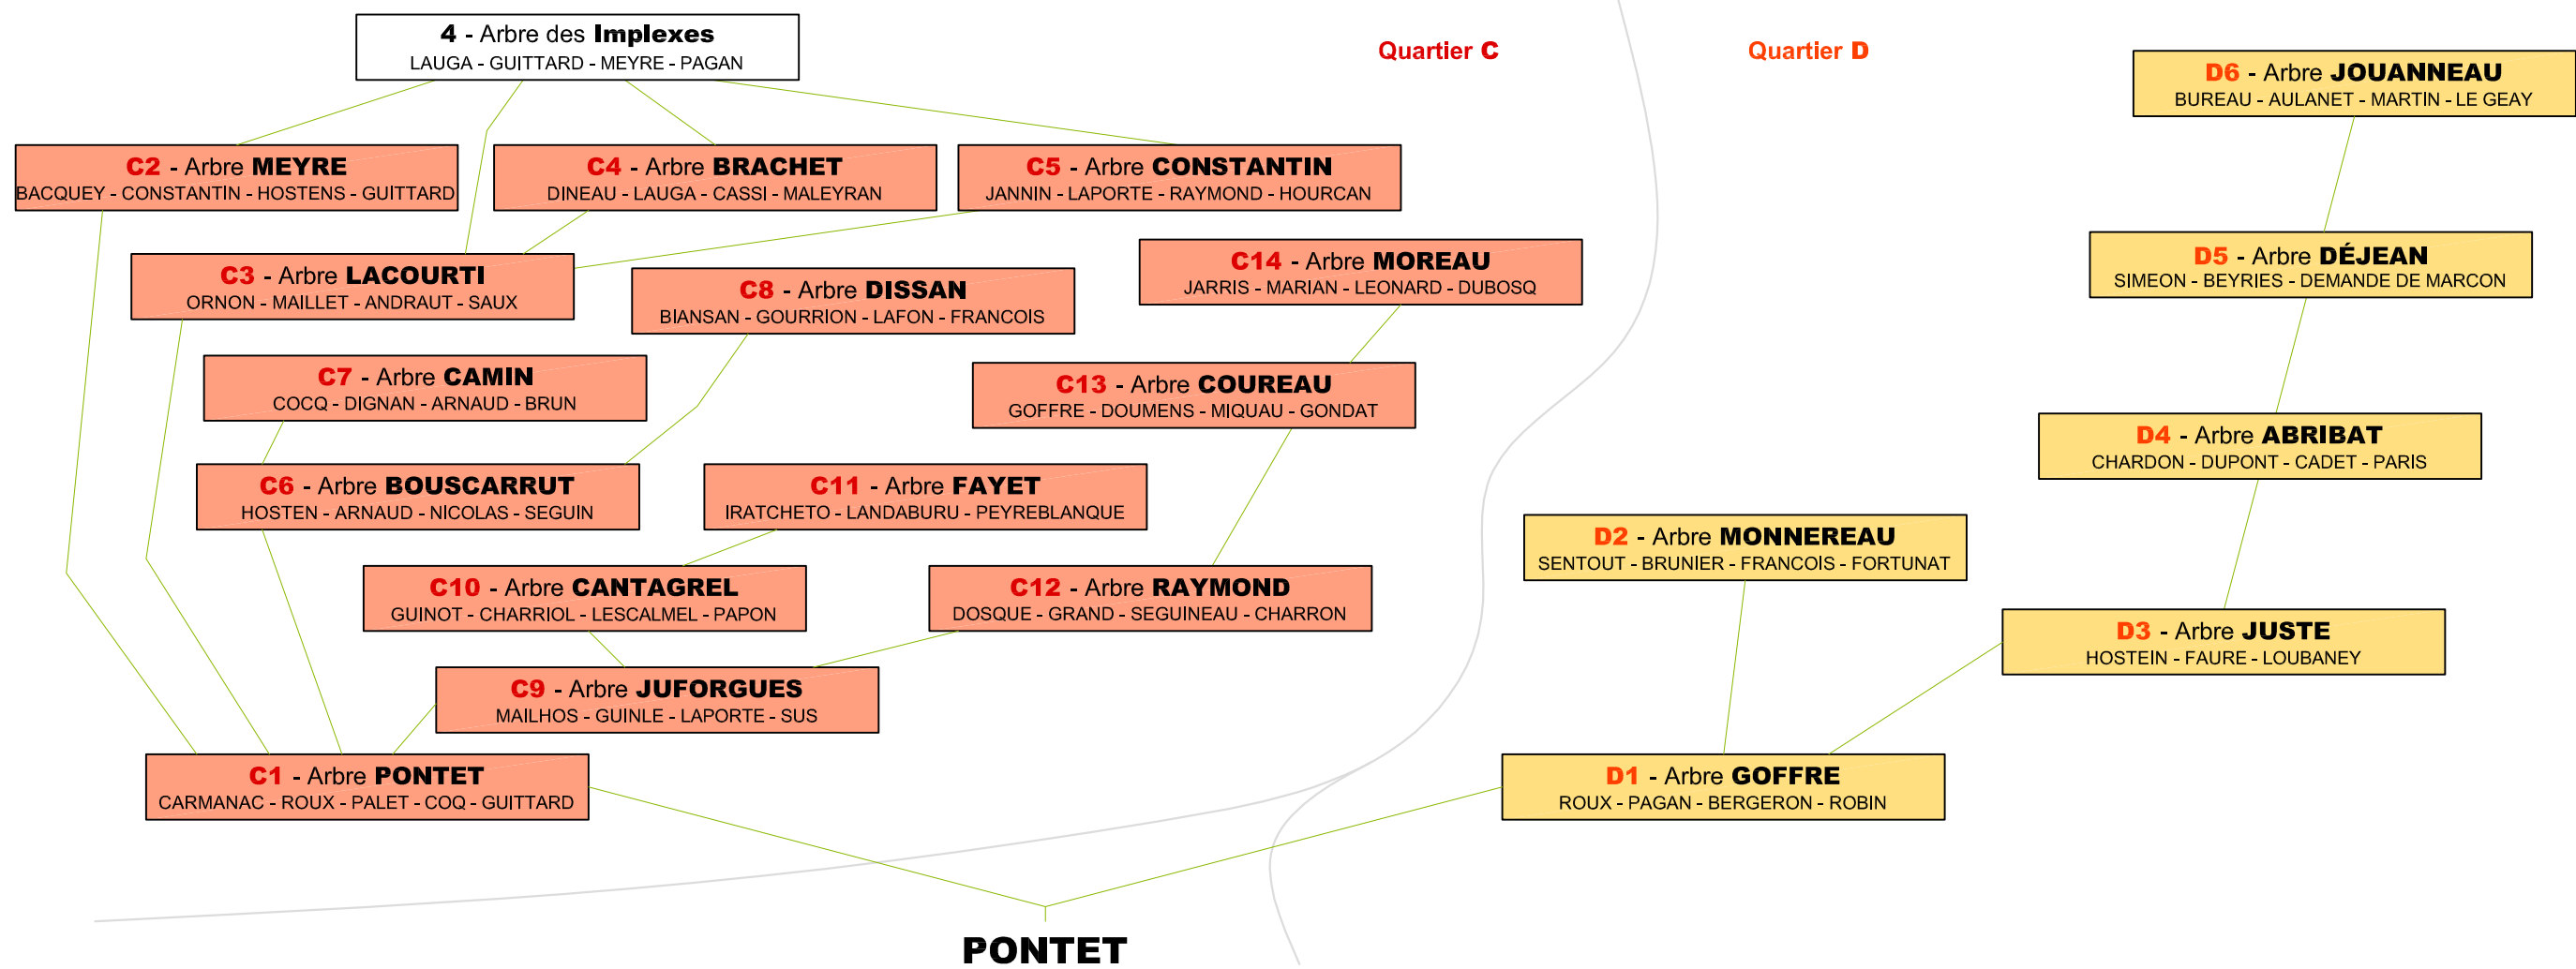 4 - Arbre des Implexes
LAUGA - GUITTARD - MEYRE - PAGAN
Quartier C
Quartier D
D6 - Arbre JOUANNEAU
BUREAU - AULANET - MARTIN - LE GEAY
C2 - Arbre MEYRE
BACQUEY - CONSTANTIN - HOSTENS - GUITTARD
C4 - Arbre BRACHET
DINEAU - LAUGA - CASSI - MALEYRAN
C5 - Arbre CONSTANTIN
JANNIN - LAPORTE - RAYMOND - HOURCAN
C3 - Arbre LACOURTI
ORNON - MAILLET - ANDRAUT - SAUX
C8 - Arbre DISSAN
BIANSAN - GOURRION - LAFON - FRANCOIS
C14 - Arbre MOREAU
JARRIS - MARIAN - LEONARD - DUBOSQ
D5 - Arbre DÉJEAN
SIMEON - BEYRIES - DEMANDE DE MARCON
C7 - Arbre CAMIN
COCQ - DIGNAN - ARNAUD - BRUN
C13 - Arbre COUREAU
GOFFRE - DOUMENS - MIQUAU - GONDAT
D4 - Arbre ABRIBAT
CHARDON - DUPONT - CADET - PARIS
C6 - Arbre BOUSCARRUT
HOSTEN - ARNAUD - NICOLAS - SEGUIN
C11 - Arbre FAYET
IRATCHETO - LANDABURU - PEYREBLANQUE
D2 - Arbre MONNEREAU
SENTOUT - BRUNIER - FRANCOIS - FORTUNAT
C10 - Arbre CANTAGREL
GUINOT - CHARRIOL - LESCALMEL - PAPON
C12 - Arbre RAYMOND
DOSQUE - GRAND - SEGUINEAU - CHARRON
D3 - Arbre JUSTE
HOSTEIN - FAURE - LOUBANEY
C9 - Arbre JUFORGUES
MAILHOS - GUINLE - LAPORTE - SUS
C1 - Arbre PONTET
CARMANAC - ROUX - PALET - COQ - GUITTARD
D1 - Arbre GOFFRE
ROUX - PAGAN - BERGERON - ROBIN
PONTET